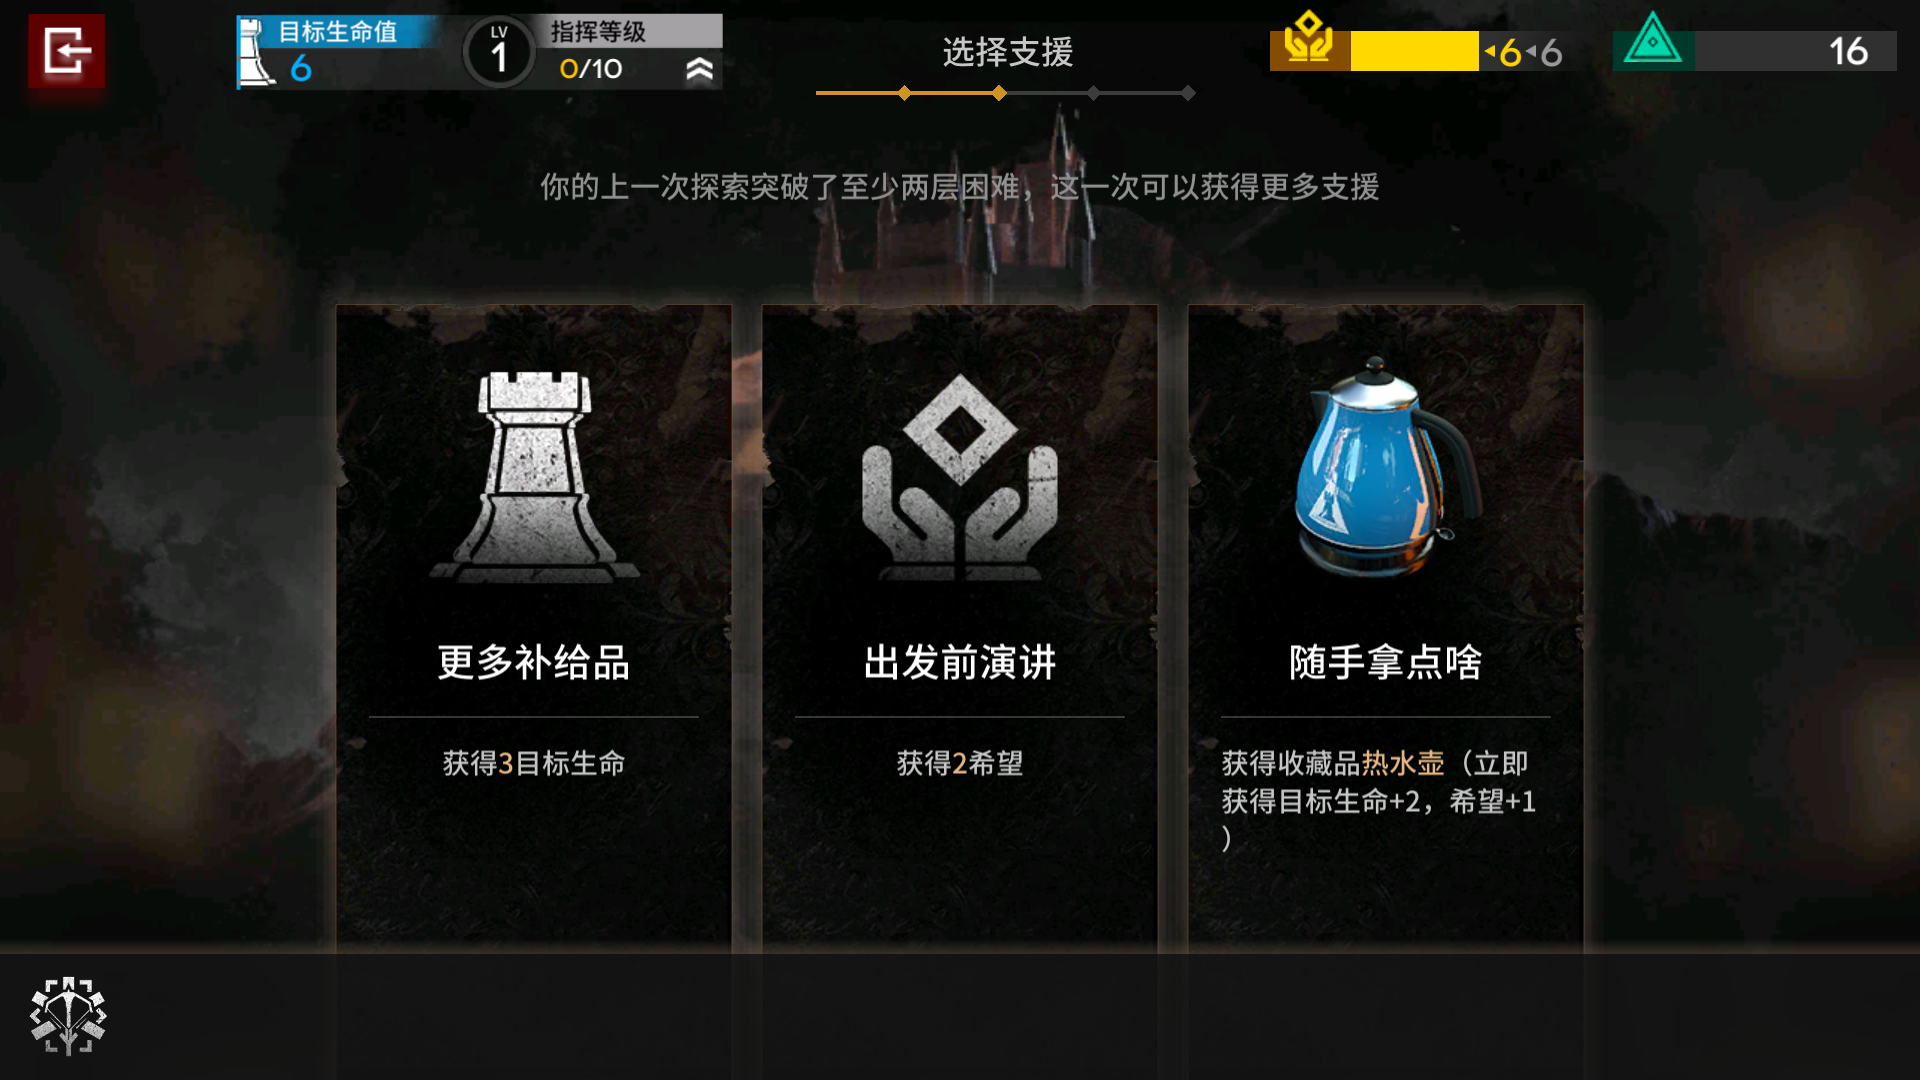 目标生命值
6
LV
1
指挥等级
0/10
选择支援
6 6
16
你的上一次探索突破了至少两层困难，这一次可以获得更多支援
更多补给品
获得3目标生命
出发前演讲
获得2希望
随手拿点啥
获得收藏品热水壶（立即
获得目标生命+2，希望+1
）